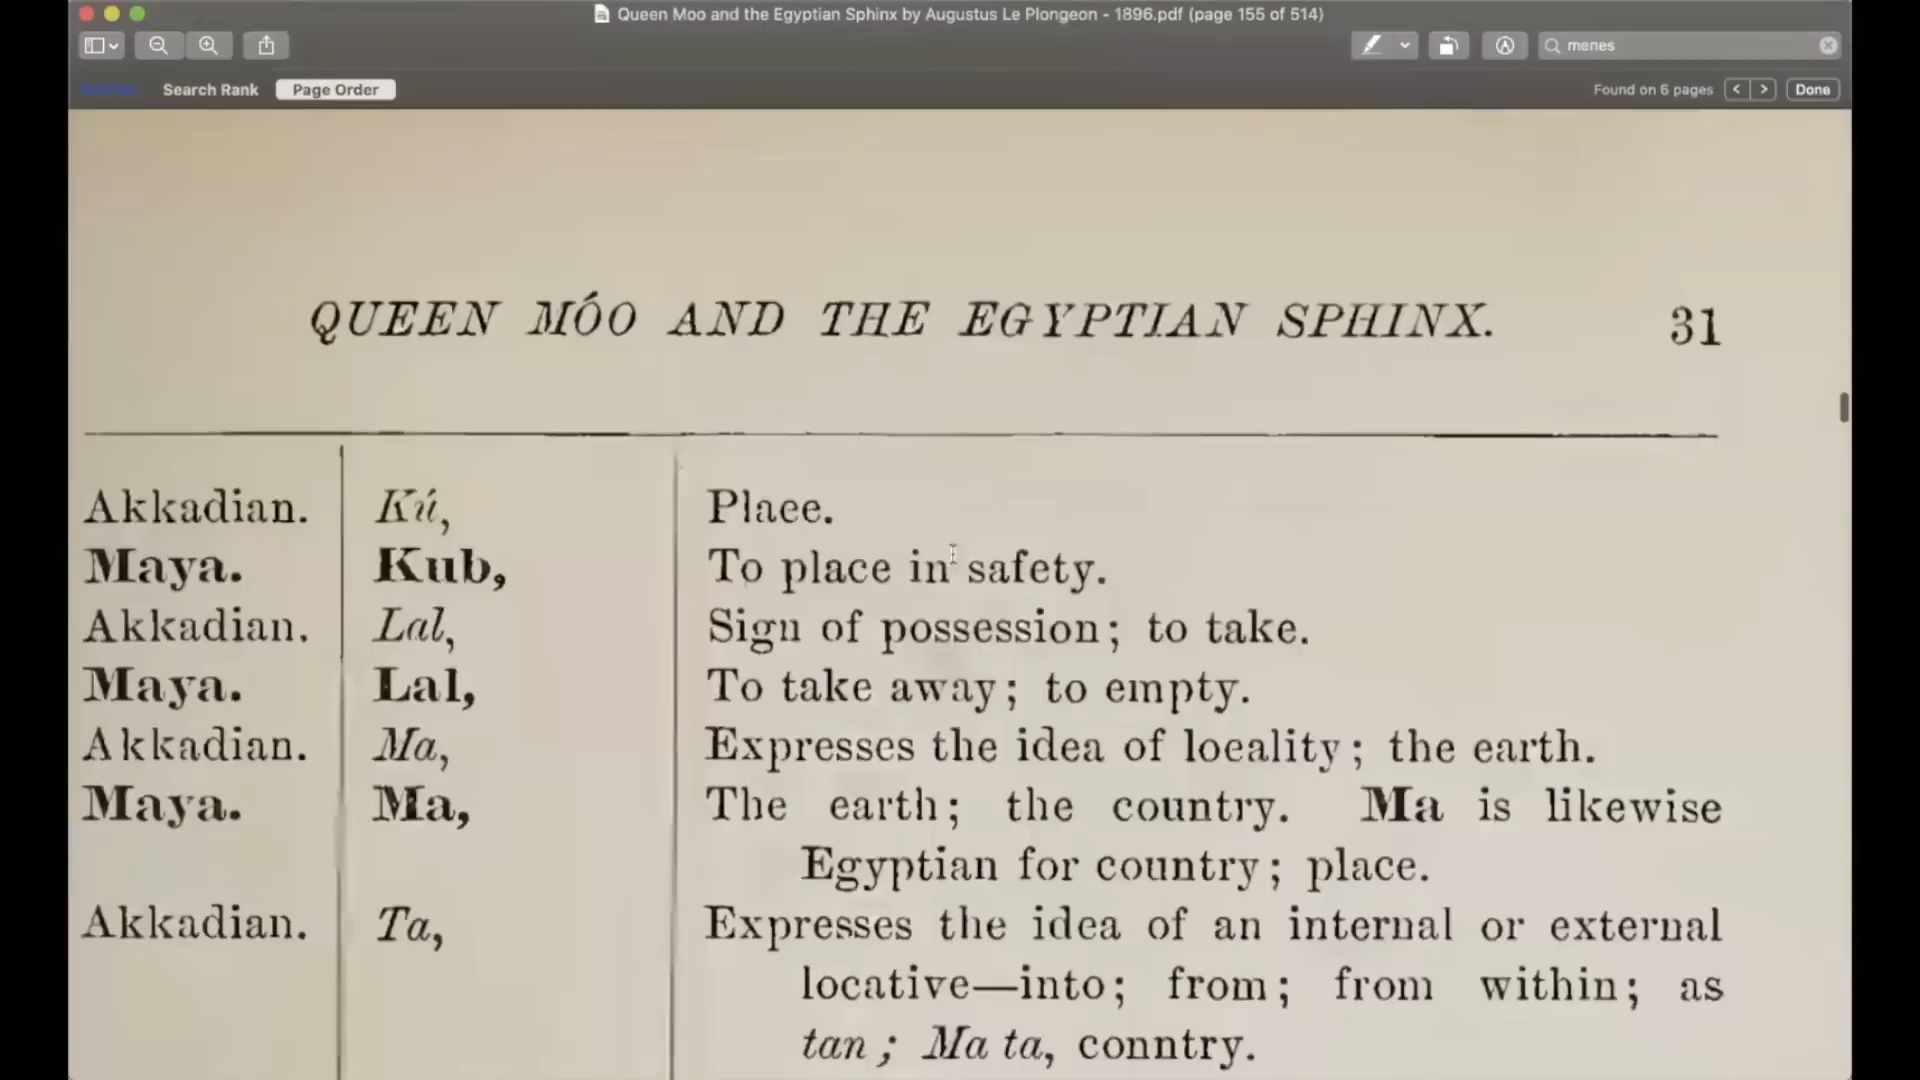 Queen Moo and the Egyptian Sphinx by Augustus Le Plongeon - 1896.pdf (page 155 of 514)
menes
Search Rank Page Order Found on 6 pages < > Done
QUEEN MÓO AND THE EGYPTIAN SPHINX. 31
Akkadian. Kú, Place.
Maya. Kub, To place in safety.
Akkadian. Lal, Sign of possession; to take.
Maya. Lal, To take away; to empty.
Akkadian. Ma, Expresses the idea of locality; the earth.
Maya. Ma, The earth; the country. Ma is likewise
Egyptian for country; place.
Akkadian. Ta, Expresses the idea of an internal or external
locative—into; from; from within; as
tan; Ma ta, country.